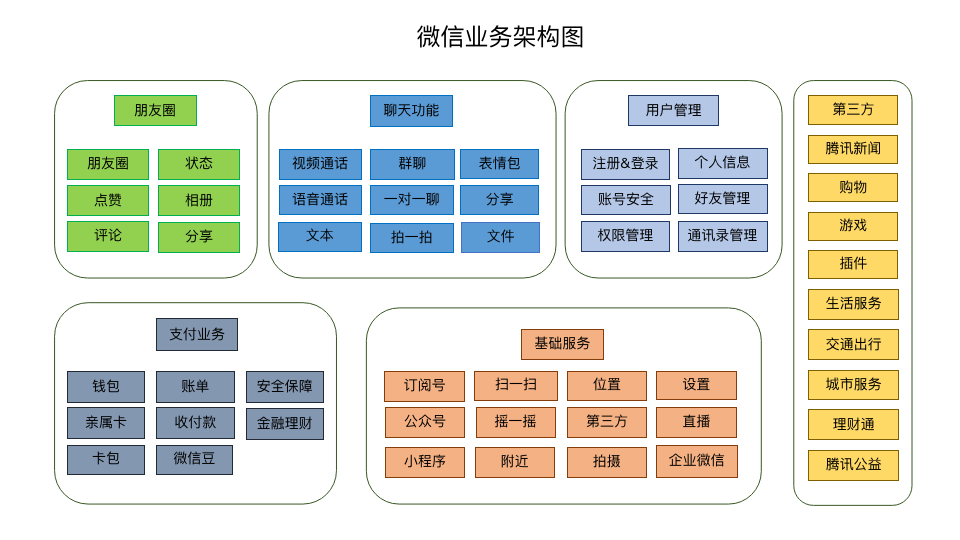 微信业务架构图
朋友圈
朋友圈
状态
点赞
相册
评论
分享
聊天功能
视频通话
群聊
表情包
语音通话
一对一聊
分享
文本
拍一拍
文件
用户管理
注册&登录
个人信息
账号安全
好友管理
权限管理
通讯录管理
第三方
腾讯新闻
购物
游戏
插件
生活服务
交通出行
城市服务
理财通
腾讯公益
支付业务
钱包
账单
安全保障
亲属卡
收付款
金融理财
卡包
微信豆
基础服务
订阅号
扫一扫
位置
设置
公众号
摇一摇
第三方
直播
小程序
附近
拍摄
企业微信